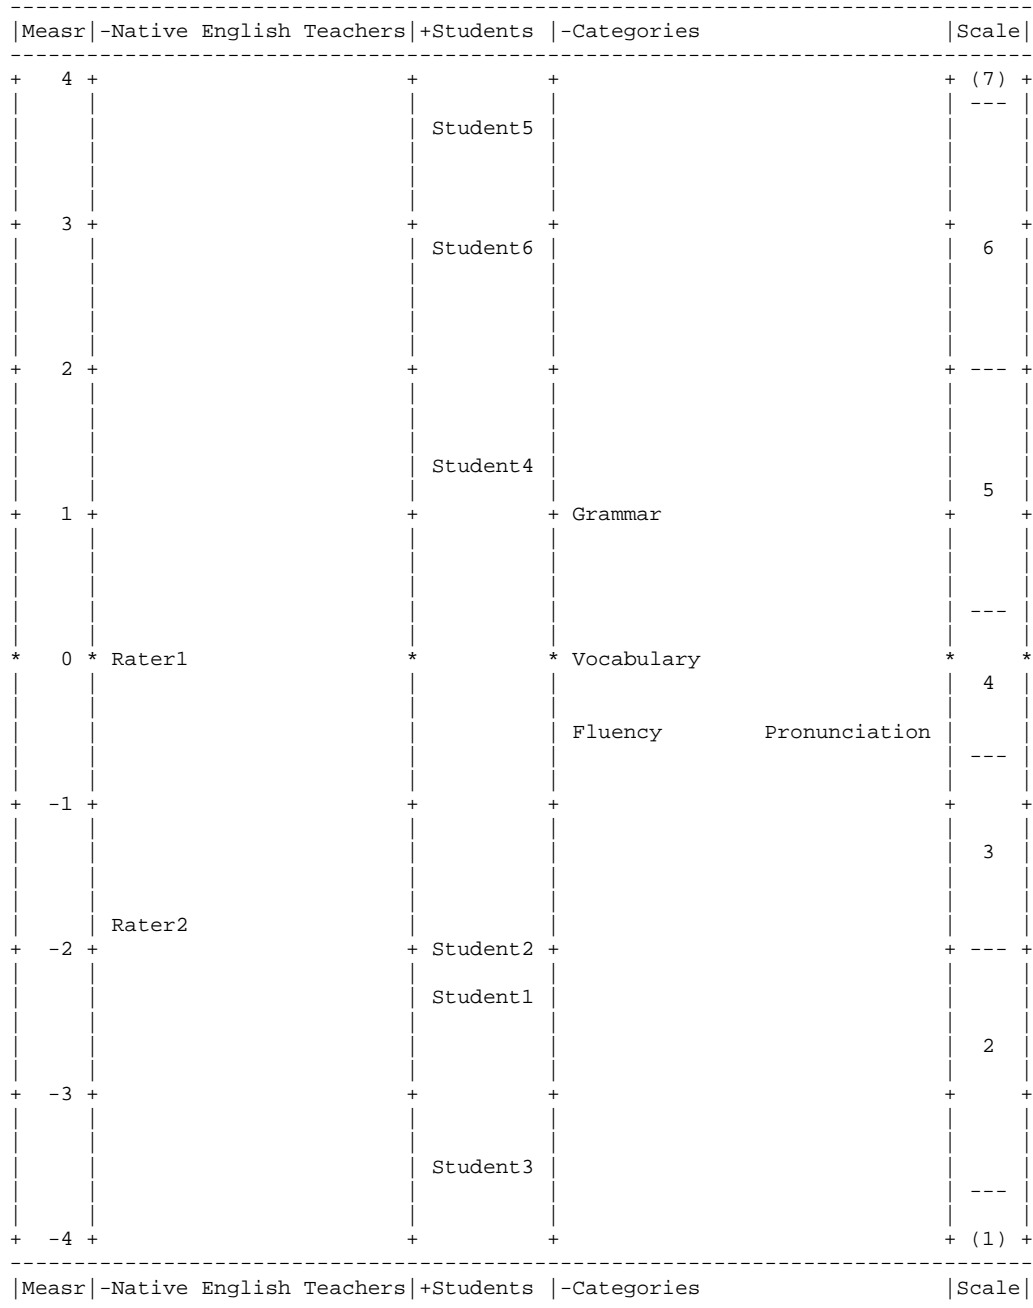 -------------------------------------------------------------------------------
|Measr|-Native English Teachers|+Students |-Categories                   |Scale|
-------------------------------------------------------------------------------
+   4 +                        +          +                              + (7) +
|     |                        |          |                              | --- |
|     |                        | Student5 |                              |     |
|     |                        |          |                              |     |
|     |                        |          |                              |     |
|     |                        |          |                              |     |
+   3 +                        +          +                              +     +
|     |                        | Student6 |                              |  6  |
|     |                        |          |                              |     |
|     |                        |          |                              |     |
|     |                        |          |                              |     |
|     |                        |          |                              |     |
+   2 +                        +          +                              + --- +
|     |                        |          |                              |     |
|     |                        |          |                              |     |
|     |                        |          |                              |     |
|     |                        | Student4 |                              |     |
|     |                        |          |                              |  5  |
+   1 +                        +          + Grammar                      +     +
|     |                        |          |                              |     |
|     |                        |          |                              |     |
|     |                        |          |                              |     |
|     |                        |          |                              | --- |
|     |                        |          |                              |     |
*   0 * Rater1                 *          * Vocabulary                   *     *
|     |                        |          |                              |  4  |
|     |                        |          |                              |     |
|     |                        |          | Fluency        Pronunciation |     |
|     |                        |          |                              | --- |
|     |                        |          |                              |     |
+  -1 +                        +          +                              +     +
|     |                        |          |                              |     |
|     |                        |          |                              |  3  |
|     |                        |          |                              |     |
|     |                        |          |                              |     |
|     | Rater2                 |          |                              |     |
+  -2 +                        + Student2 +                              + --- +
|     |                        |          |                              |     |
|     |                        | Student1 |                              |     |
|     |                        |          |                              |     |
|     |                        |          |                              |  2  |
|     |                        |          |                              |     |
+  -3 +                        +          +                              +     +
|     |                        |          |                              |     |
|     |                        |          |                              |     |
|     |                        | Student3 |                              |     |
|     |                        |          |                              | --- |
|     |                        |          |                              |     |
+  -4 +                        +          +                              + (1) +
-------------------------------------------------------------------------------
|Measr|-Native English Teachers|+Students |-Categories                   |Scale|